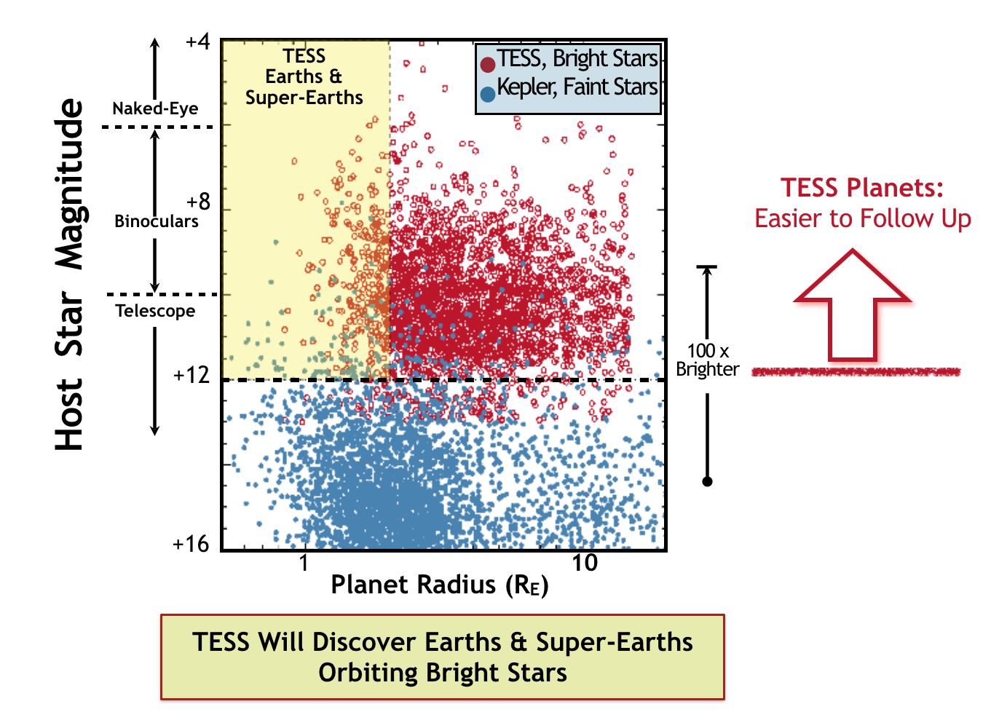 +4
+8
+12
+16
Host Star Magnitude
Naked-Eye
Binoculars
Telescope
TESS
Earths &
Super-Earths
TESS, Bright Stars
Kepler, Faint Stars
1
10
Planet Radius (RE)
100 x
Brighter
TESS Planets:
Easier to Follow Up
TESS Will Discover Earths & Super-Earths
Orbiting Bright Stars